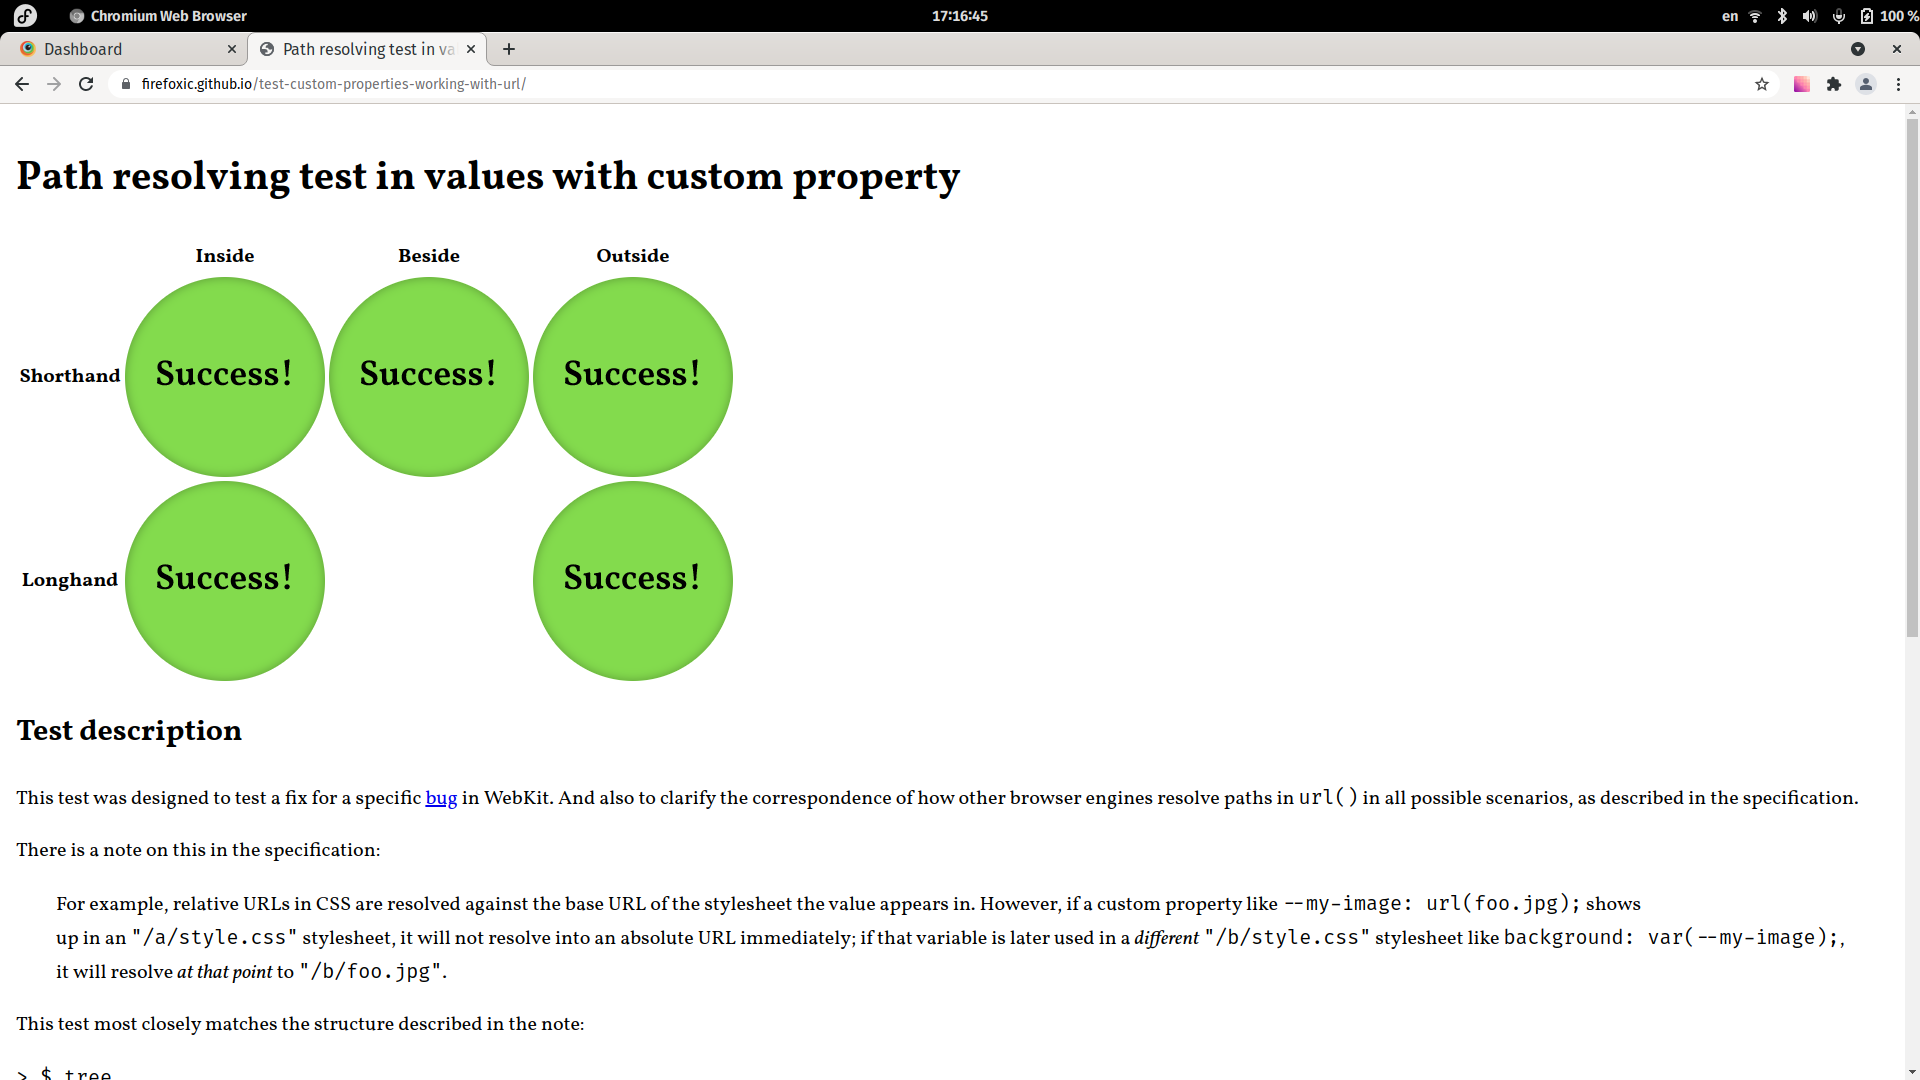 Chromium Web Browser 17:16:45 en 100 %
Dashboard Path resolving test in va
firefoxic.github.io/test-custom-properties-working-with-url/
Path resolving test in values with custom property
Inside Beside Outside
Shorthand Success! Success! Success!
Longhand Success! Success!
Test description
This test was designed to test a fix for a specific bug in WebKit. And also to clarify the correspondence of how other browser engines resolve paths in url() in all possible scenarios, as described in the specification.
There is a note on this in the specification:
For example, relative URLs in CSS are resolved against the base URL of the stylesheet the value appears in. However, if a custom property like --my-image: url(foo.jpg); shows
up in an "/a/style.css" stylesheet, it will not resolve into an absolute URL immediately; if that variable is later used in a different "/b/style.css" stylesheet like background: var(--my-image);,
it will resolve at that point to "/b/foo.jpg".
This test most closely matches the structure described in the note:
> $ tree